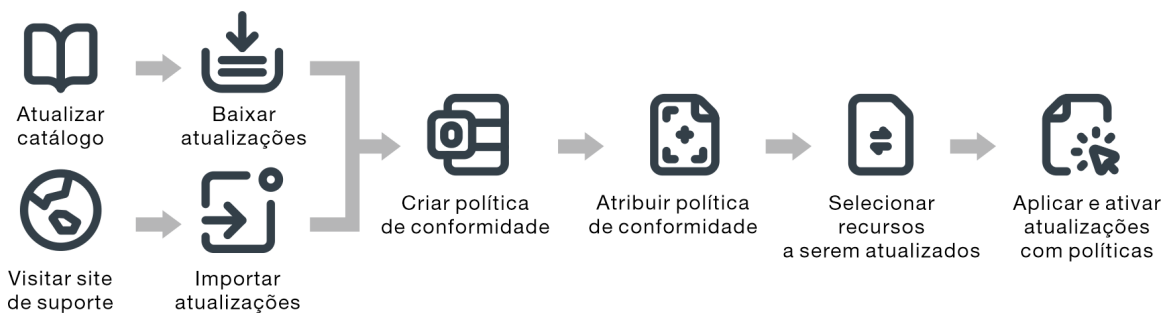 Atualizar
catálogo
Baixar
atualizações
Visitar site
de suporte
Importar
atualizações
Criar política
de conformidade
Atribuir política
de conformidade
Selecionar
recursos
a serem atualizados
Aplicar e ativar
atualizações
com políticas